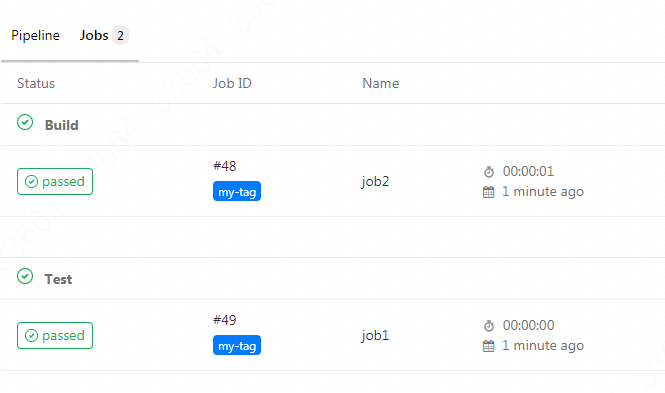 Pipeline Jobs 2
Status Job ID Name
Build
passed #48 my-tag job2 00:00:01 1 minute ago
Test
passed #49 my-tag job1 00:00:00 1 minute ago